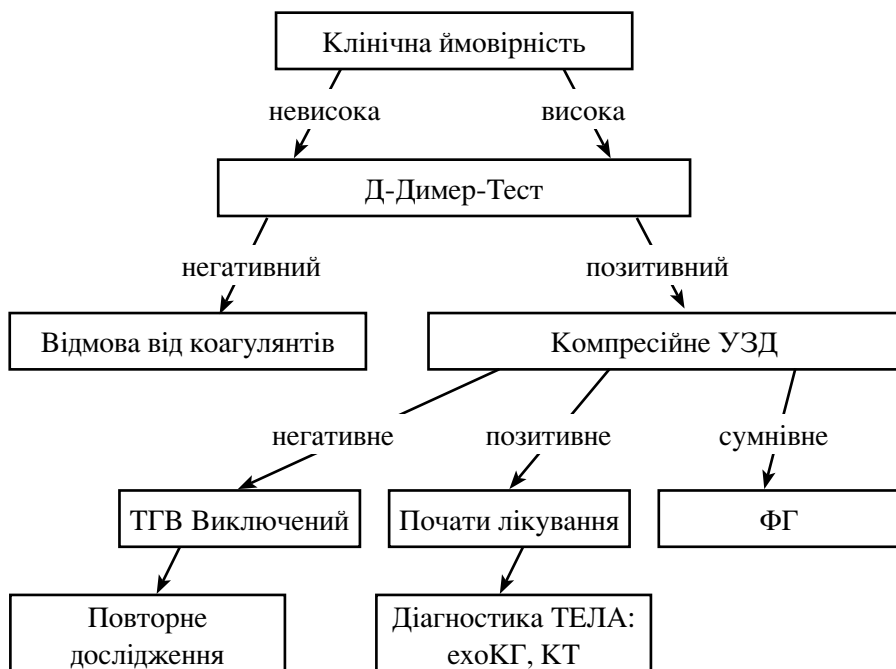 Клінічна ймовірність
невисока
висока
Д-Димер-Тест
негативний
позитивний
Відмова від коагулянтів
Компресійне УЗД
негативне
позитивне
сумнівне
ТГВ Виключений
Почати лікування
ФГ
Повторне
дослідження
Діагностика ТЕЛА:
ехоКГ, КТ